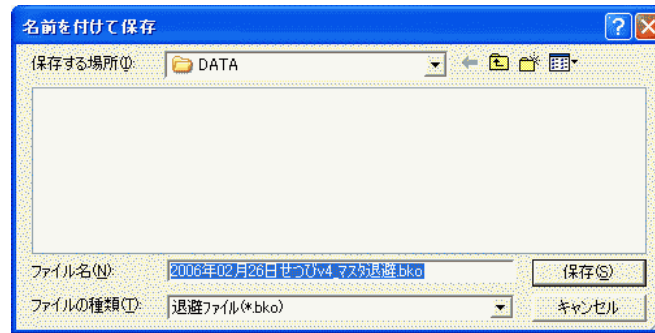 名前を付けて保存
保存する場所(I): DATA
ファイル名(N): 2006年02月26日せつびv4_マスタ退避.bko 保存(S)
ファイルの種類(T): 退避ファイル(*.bko) キャンセル